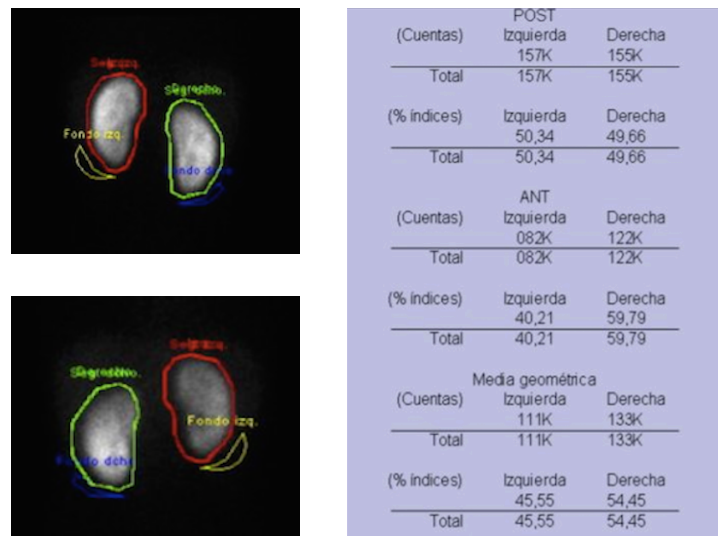 Fondo izq.
Fondo izq.
POST
(Cuentas) Izquierda Derecha
157K 155K
Total 157K 155K
(% índices) Izquierda Derecha
50,34 49,66
Total 50,34 49,66
ANT
(Cuentas) Izquierda Derecha
082K 122K
Total 082K 122K
(% índices) Izquierda Derecha
40,21 59,79
Total 40,21 59,79
Media geométrica
(Cuentas) Izquierda Derecha
111K 133K
Total 111K 133K
(% índices) Izquierda Derecha
45,55 54,45
Total 45,55 54,45